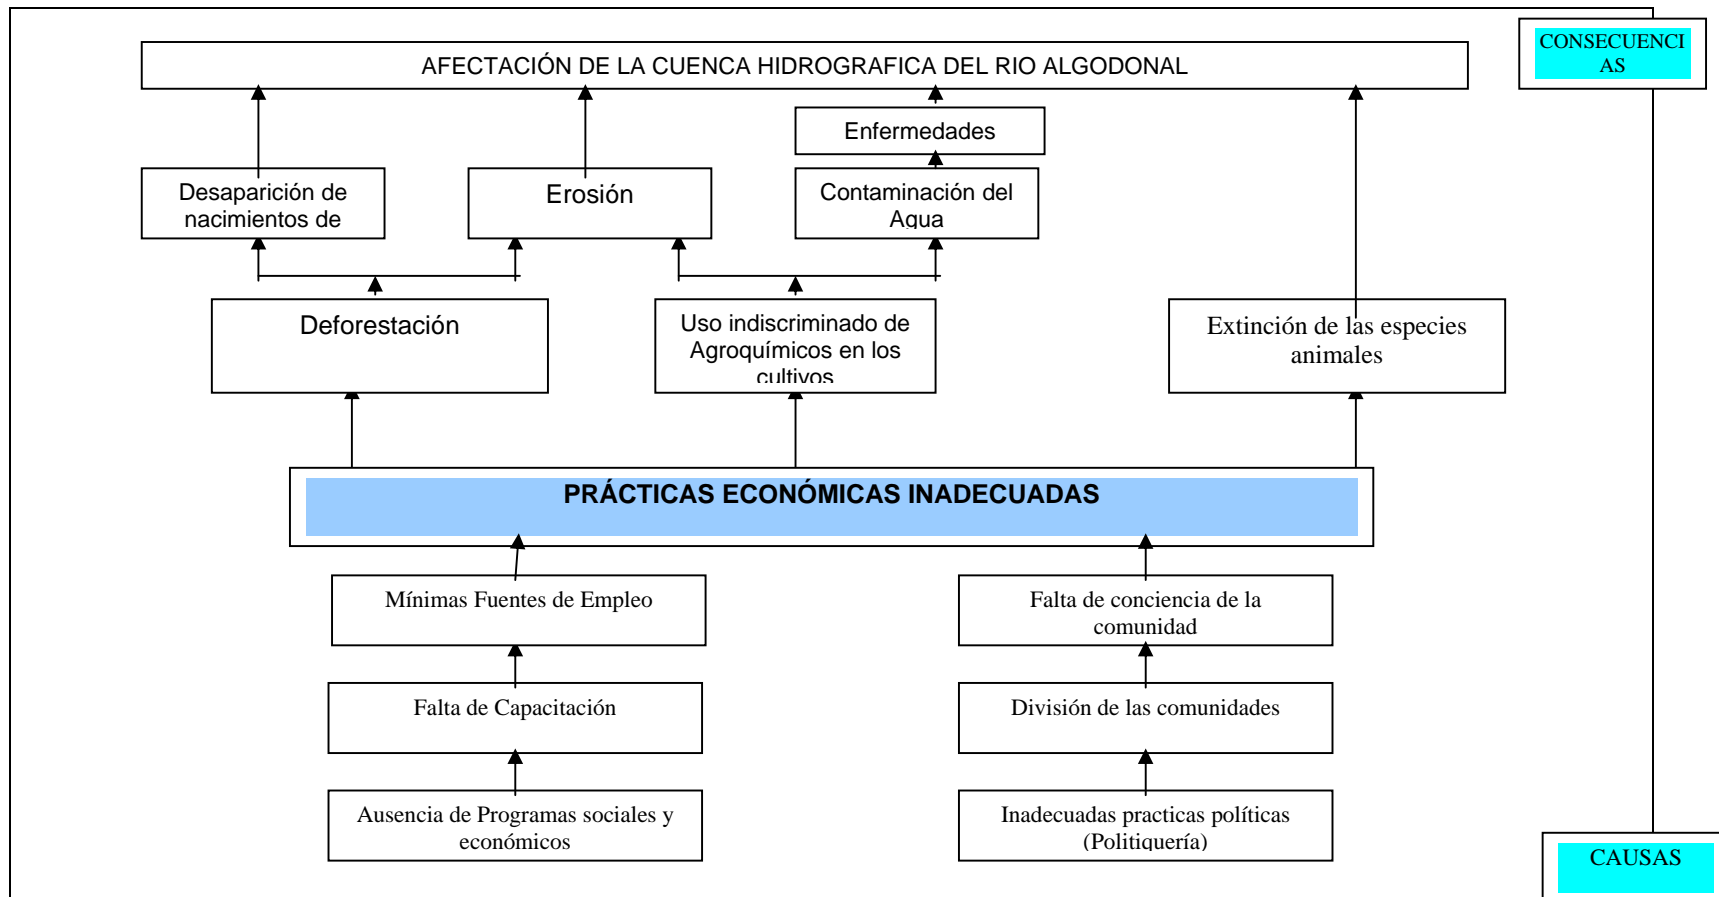 CONSECUENCI
AS
AFECTACIÓN DE LA CUENCA HIDROGRAFICA DEL RIO ALGODONAL
Enfermedades
Desaparición de
nacimientos de
Erosión
Contaminación del
Agua
Deforestación
Uso indiscriminado de
Agroquímicos en los
cultivos
Extinción de las especies
animales
PRÁCTICAS ECONÓMICAS INADECUADAS
Mínimas Fuentes de Empleo
Falta de conciencia de la
comunidad
Falta de Capacitación
División de las comunidades
Ausencia de Programas sociales y
económicos
Inadecuadas practicas políticas
(Politiquería)
CAUSAS